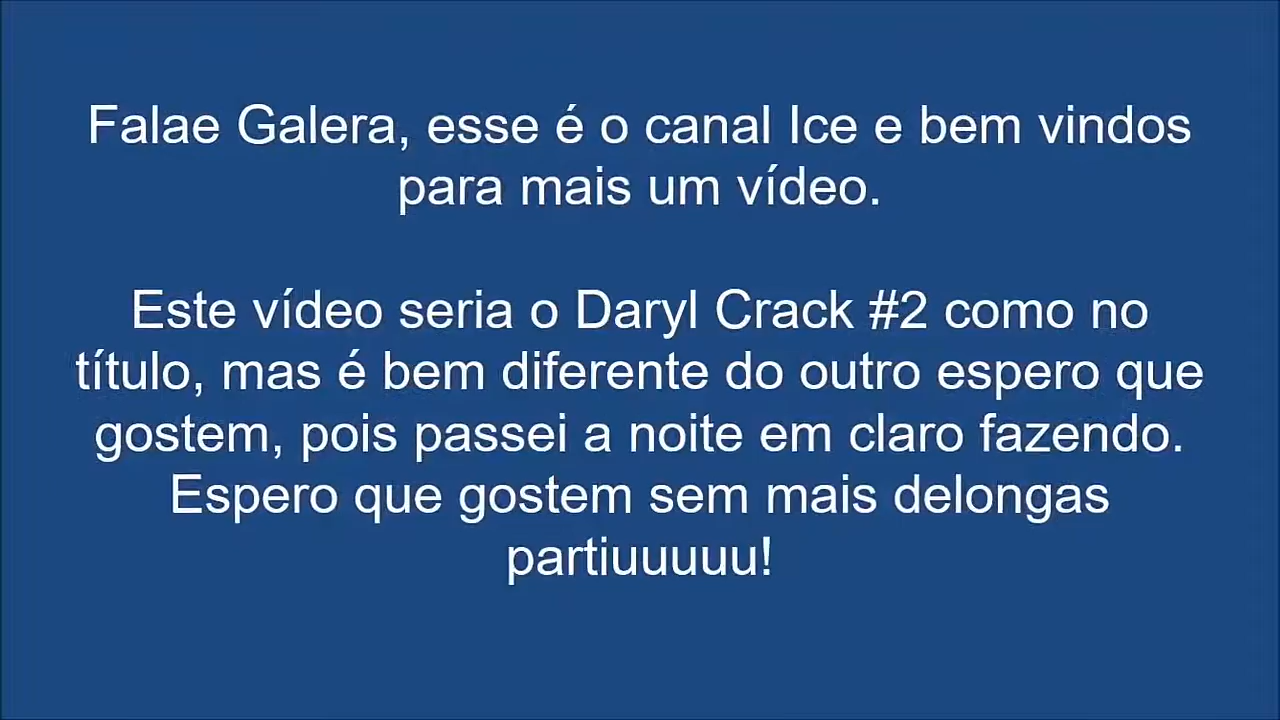 Falae Galera, esse é o canal Ice e bem vindos
para mais um vídeo.
Este vídeo seria o Daryl Crack #2 como no
título, mas é bem diferente do outro espero que
gostem, pois passei a noite em claro fazendo.
Espero que gostem sem mais delongas
partiuuuuu!